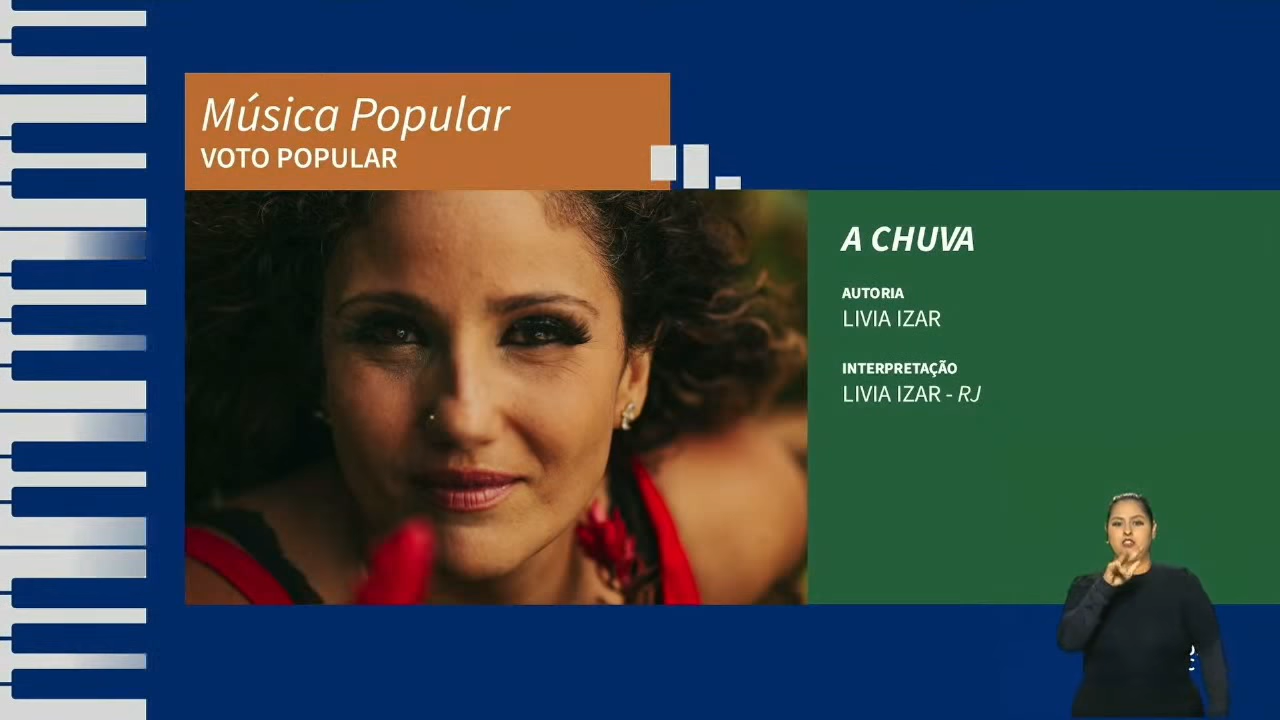 Música Popular
VOTO POPULAR
A CHUVA
AUTORIA
LIVIA IZAR
INTERPRETAÇÃO
LIVIA IZAR - RJ